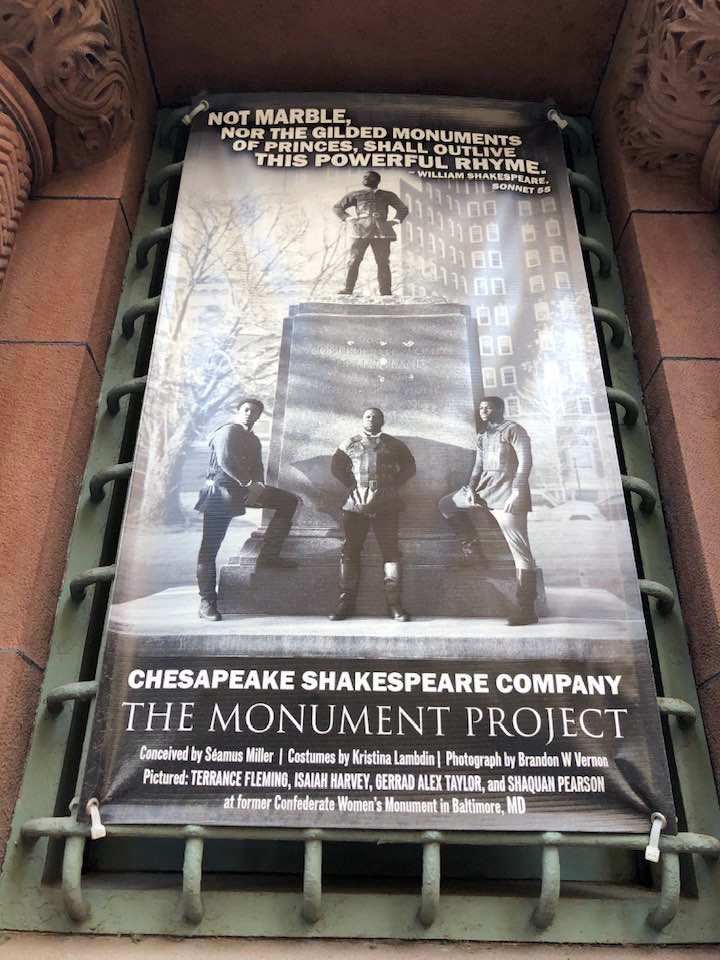 NOT MARBLE,
NOR THE GILDED MONUMENTS
OF PRINCES, SHALL OUTLIVE
THIS POWERFUL RHYME.
- WILLIAM SHAKESPEARE,
SONNET 55
CHESAPEAKE SHAKESPEARE COMPANY
THE MONUMENT PROJECT
Conceived by Séamus Miller | Costumes by Kristina Lambdin | Photograph by Brandon W Vernon
Pictured: TERRANCE FLEMING, ISAIAH HARVEY, GERRAD ALEX TAYLOR, and SHAQUAN PEARSON
at former Confederate Women's Monument in Baltimore, MD